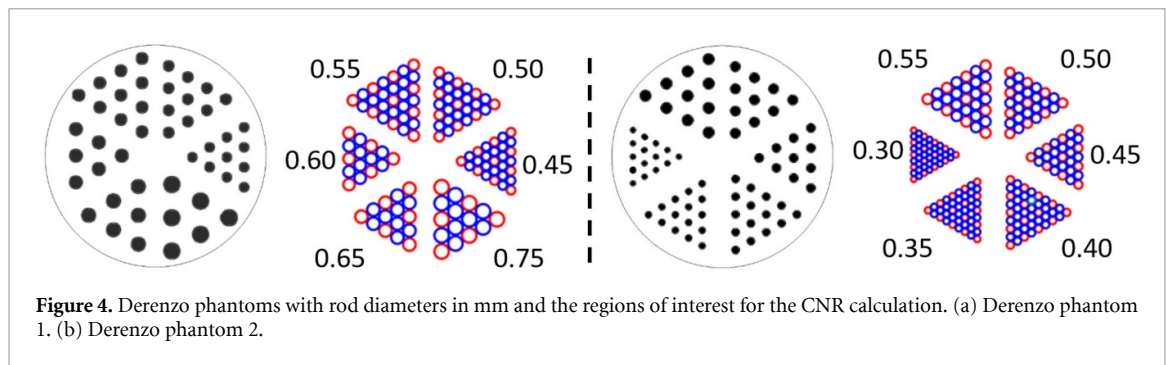 0.55 0.50 0.55 0.50
0.60 0.45 0.30 0.45
0.65 0.75 0.35 0.40
Figure 4. Derenzo phantoms with rod diameters in mm and the regions of interest for the CNR calculation. (a) Derenzo phantom
1. (b) Derenzo phantom 2.